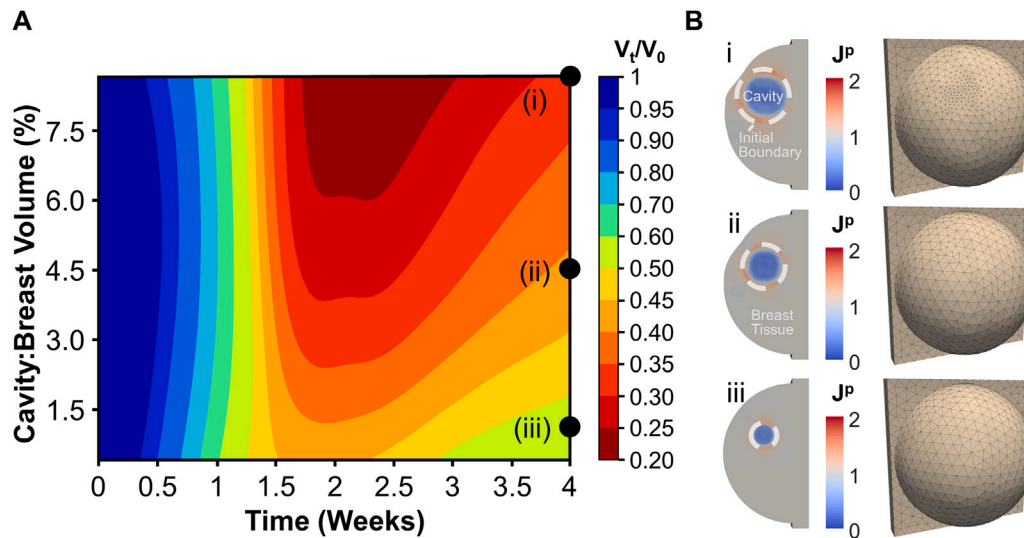 A
Cavity:Breast Volume (%)
7.5
6.0
4.5
3.0
1.5
0
0.5
1
1.5
2
2.5
3
3.5
4
Time (Weeks)
(i)
(ii)
(iii)
Vt/V0
1
0.95
0.90
0.80
0.70
0.60
0.50
0.45
0.40
0.35
0.30
0.25
0.20
B
i
Cavity
Initial
Boundary
Jᵖ
2
1
0
ii
Breast
Tissue
Jᵖ
2
1
0
iii
Jᵖ
2
1
0